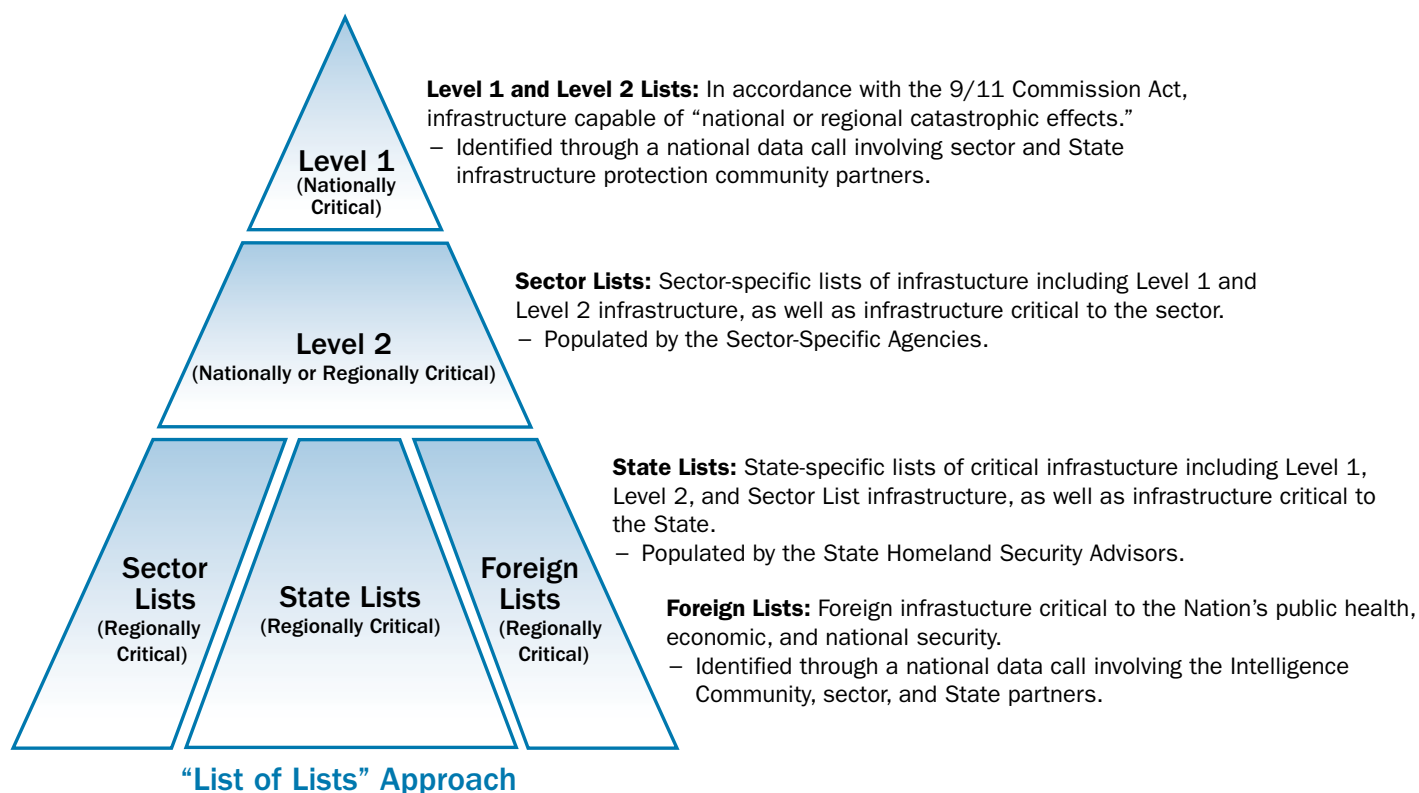 Level 1
(Nationally
Critical)
Level 1 and Level 2 Lists: In accordance with the 9/11 Commission Act,
infrastructure capable of “national or regional catastrophic effects.”
– Identified through a national data call involving sector and State
infrastructure protection community partners.
Level 2
(Nationally or Regionally Critical)
Sector Lists: Sector-specific lists of infrastucture including Level 1 and
Level 2 infrastructure, as well as infrastructure critical to the sector.
– Populated by the Sector-Specific Agencies.
State Lists: State-specific lists of critical infrastucture including Level 1,
Level 2, and Sector List infrastructure, as well as infrastructure critical to
the State.
– Populated by the State Homeland Security Advisors.
Sector
Lists
(Regionally
Critical)
State Lists
(Regionally Critical)
Foreign
Lists
(Regionally
Critical)
Foreign Lists: Foreign infrastucture critical to the Nation’s public health,
economic, and national security.
– Identified through a national data call involving the Intelligence
Community, sector, and State partners.
“List of Lists” Approach